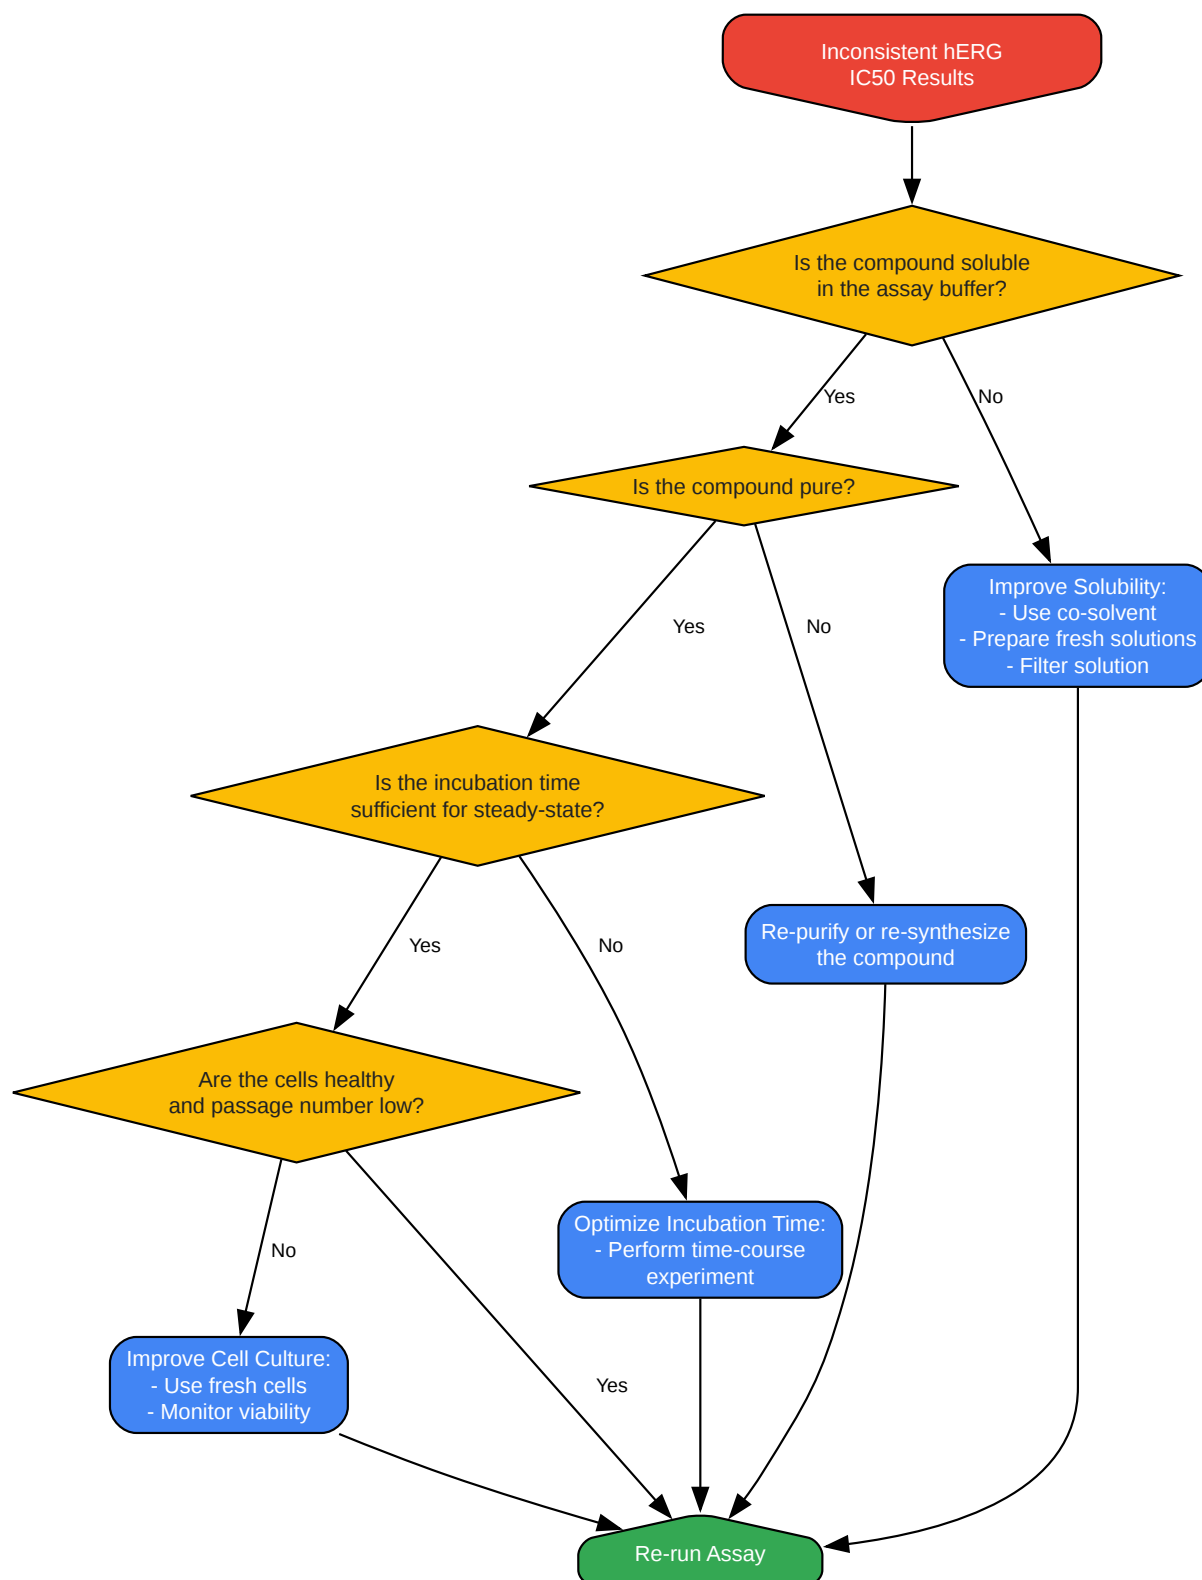 Inconsistent hERG
IC50 Results
Is the compound soluble
in the assay buffer?
Yes
No
Is the compound pure?
Yes
No
Improve Solubility:
- Use co-solvent
- Prepare fresh solutions
- Filter solution
Is the incubation time
sufficient for steady-state?
Yes
No
Re-purify or re-synthesize
the compound
Are the cells healthy
and passage number low?
No
Yes
Optimize Incubation Time:
- Perform time-course
experiment
Improve Cell Culture:
- Use fresh cells
- Monitor viability
Re-run Assay